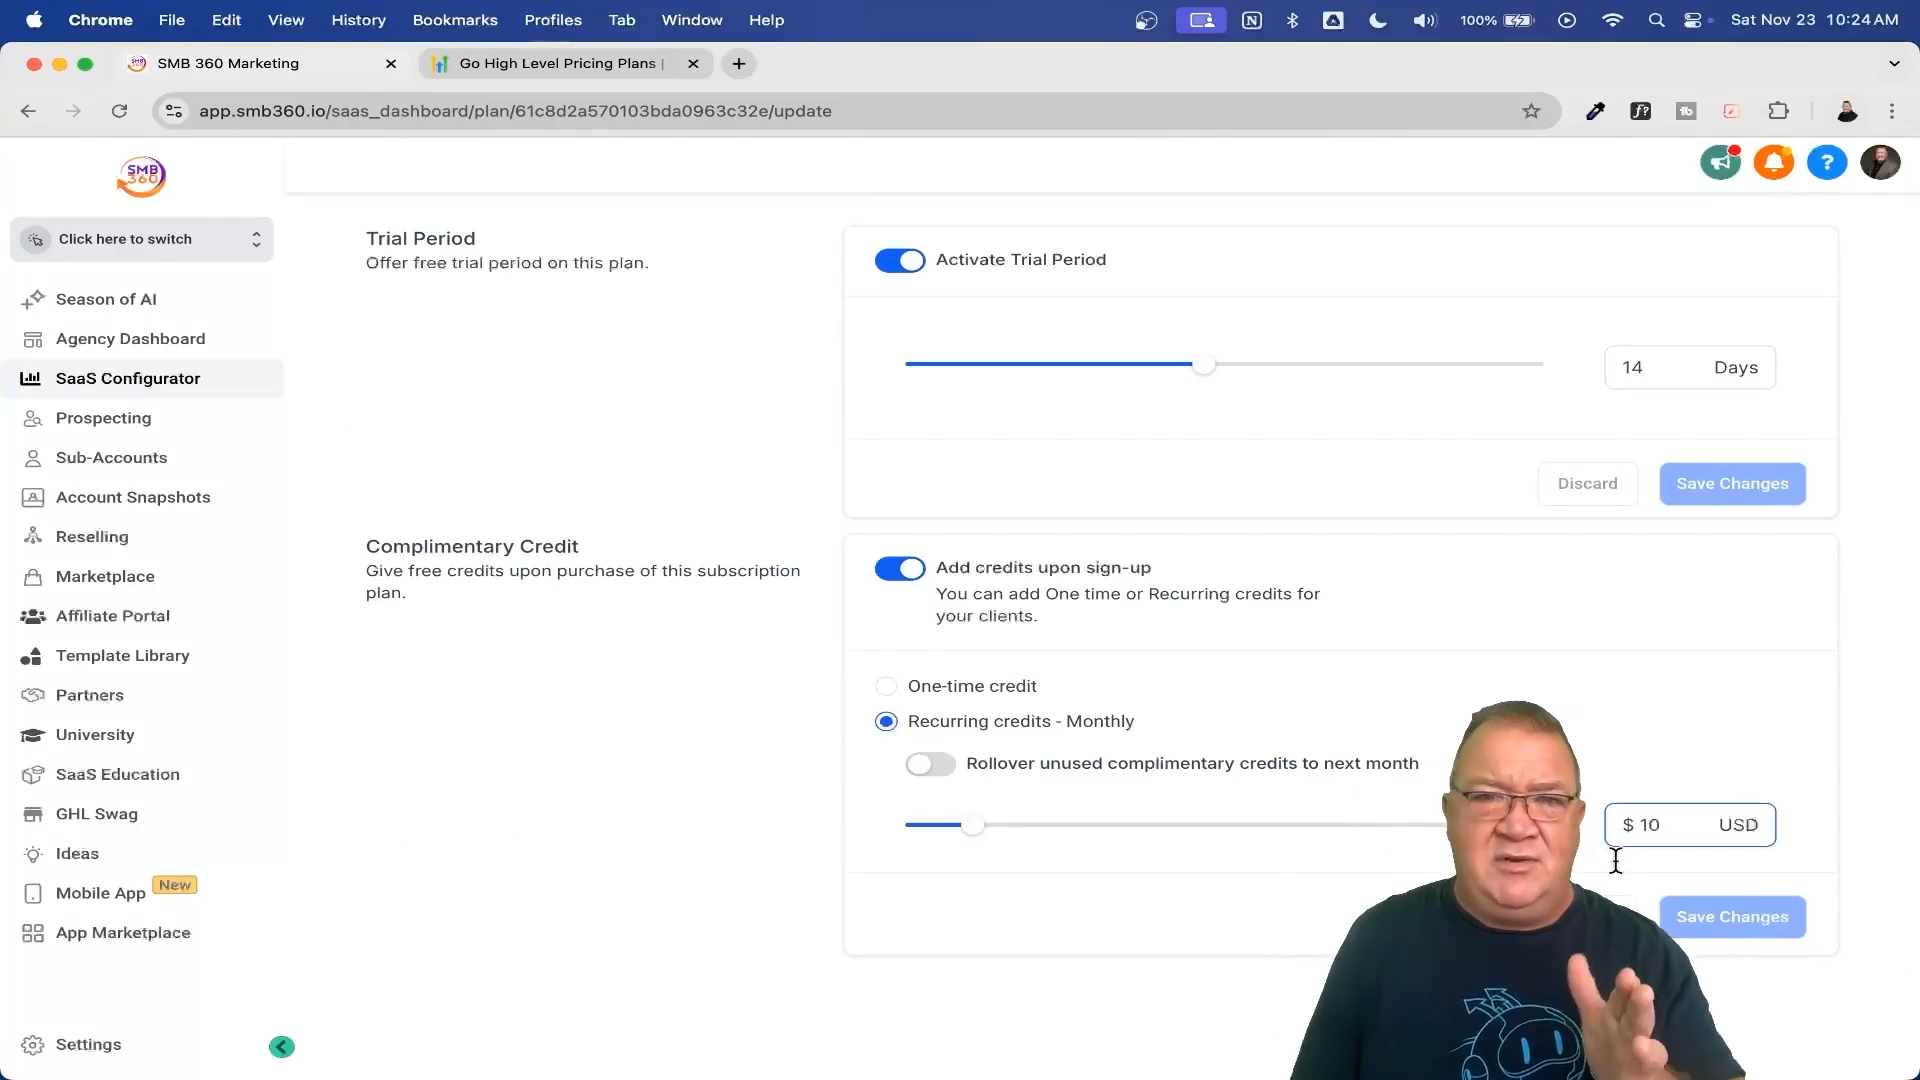 Chrome File Edit View History Bookmarks Profiles Tab Window Help 100% Sat Nov 23 10:24 AM
SMB 360 Marketing
Go High Level Pricing Plans |
app.smb360.io/saas_dashboard/plan/61c8d2a570103bda0963c32e/update
SMB
360
Click here to switch
Season of AI
Agency Dashboard
SaaS Configurator
Prospecting
Sub-Accounts
Account Snapshots
Reselling
Marketplace
Affiliate Portal
Template Library
Partners
University
SaaS Education
GHL Swag
Ideas
Mobile App New
App Marketplace
Settings
Trial Period
Offer free trial period on this plan.
Activate Trial Period
14 Days
Discard Save Changes
Complimentary Credit
Give free credits upon purchase of this subscription
plan.
Add credits upon sign-up
You can add One time or Recurring credits for
your clients.
One-time credit
Recurring credits - Monthly
Rollover unused complimentary credits to next month
$ 10 USD
Save Changes